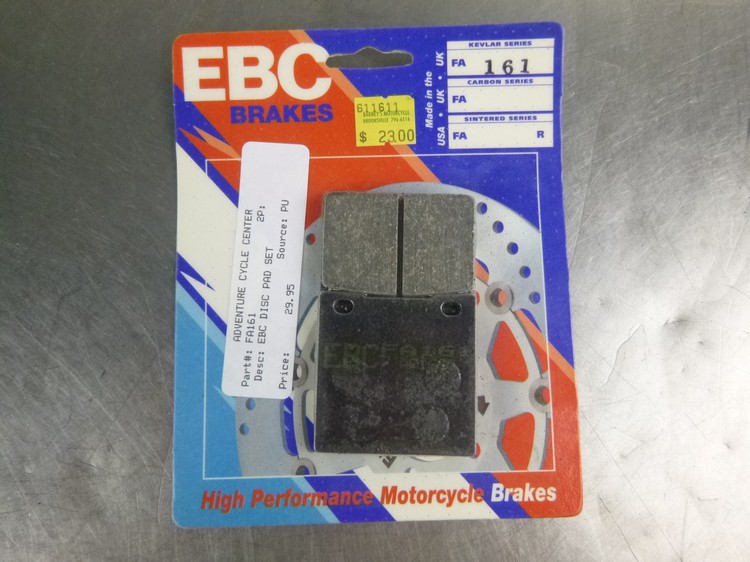 EBC
BRAKES
Made in the
USA • UK • UK
KEVLAR SERIES
FA 161
CARBON SERIES
FA
SINTERED SERIES
FA R
611611
$ 23.00
ADVENTURE CYCLE CENTER
Part#: FA161 2P:
Desc: EBC DISC PAD SET
Price: 29.95 Source: PU
EBC
High Performance Motorcycle Brakes